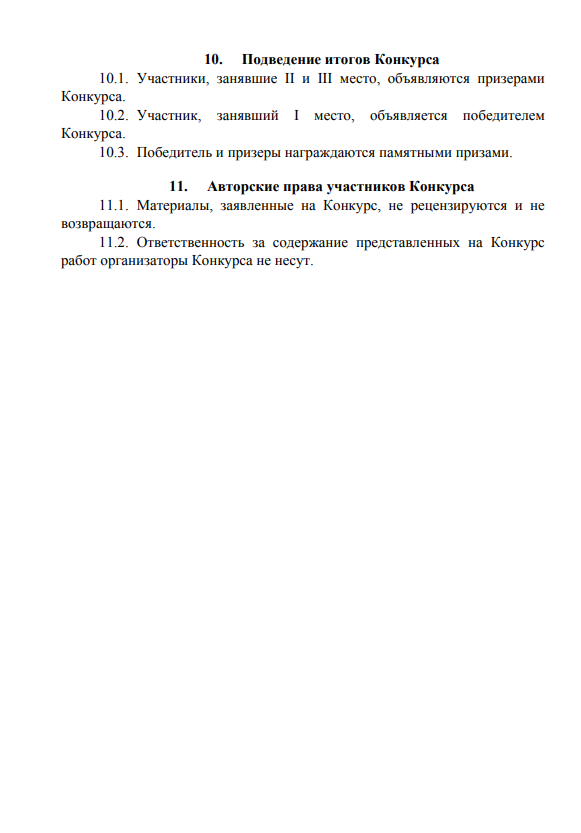 10. Подведение итогов Конкурса
10.1. Участники, занявшие II и III место, объявляются призерами
Конкурса.
10.2. Участник, занявший I место, объявляется победителем
Конкурса.
10.3. Победитель и призеры награждаются памятными призами.
11. Авторские права участников Конкурса
11.1. Материалы, заявленные на Конкурс, не рецензируются и не
возвращаются.
11.2. Ответственность за содержание представленных на Конкурс
работ организаторы Конкурса не несут.